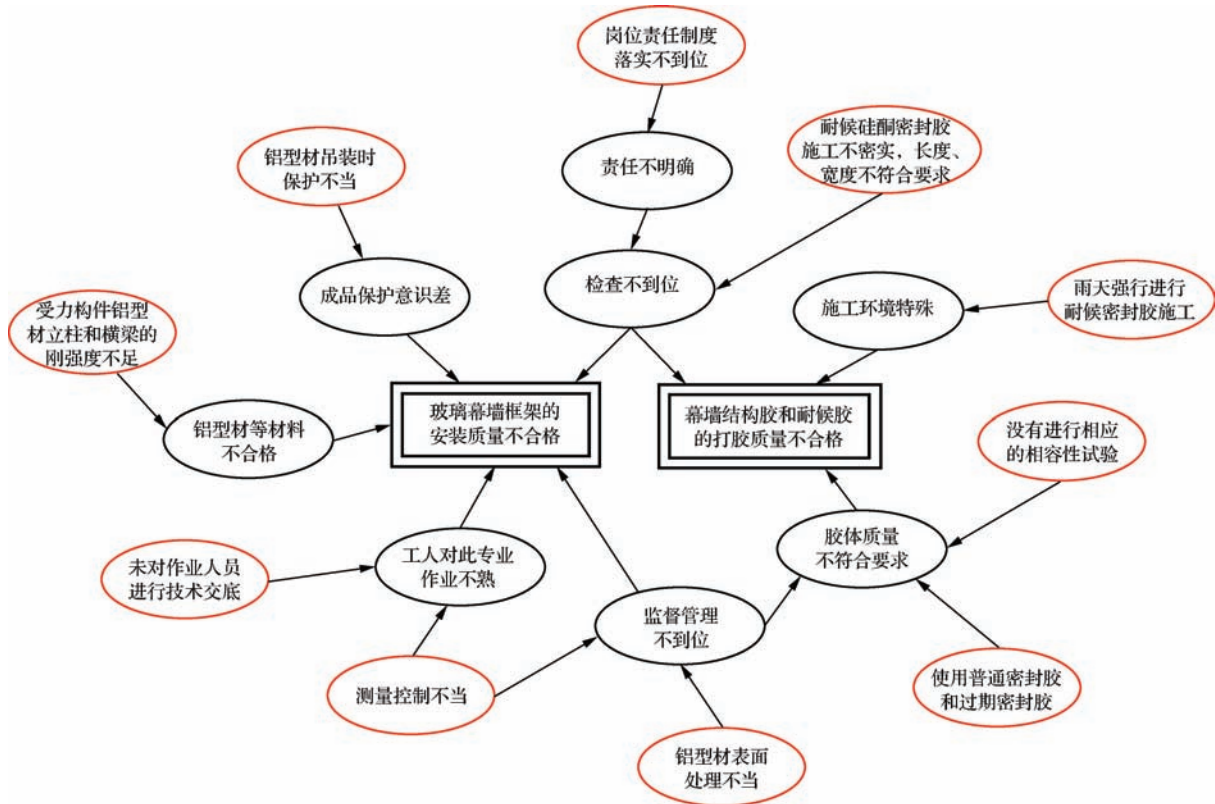 岗位责任制度
落实不到位
耐候硅酮密封胶
施工不密实，长度、
宽度不符合要求
铝型材吊装时
保护不当
责任不明确
成品保护意识差
检查不到位
施工环境特殊
雨天强行进行
耐候密封胶施工
受力构件铝型
材立柱和横梁的
刚强度不足
铝型材等材料
不合格
玻璃幕墙框架的
安装质量不合格
幕墙结构胶和耐候胶
的打胶质量不合格
没有进行相应
的相容性试验
未对作业人员
进行技术交底
工人对此专业
作业不熟
胶体质量
不符合要求
监督管理
不到位
测量控制不当
使用普通密封胶
和过期密封胶
铝型材表面
处理不当